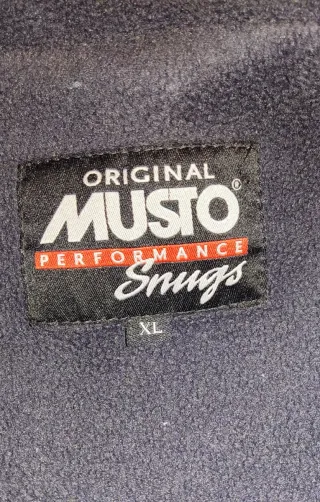 ORIGINAL
MUSTO®
PERFORMANCE
Snugs
XL